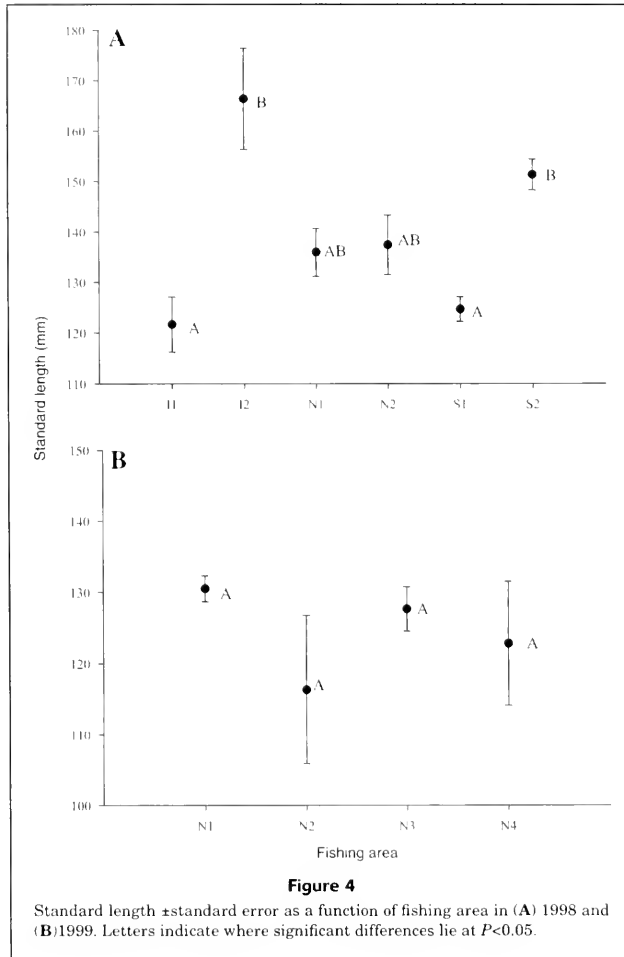 A
180
170
160
150
140
130
120
110
B
B
AB
AB
A
A
I1 I2 N1 N2 S1 S2
Standard length (mm)
B
150
140
130
120
110
100
A
A
A
A
N1 N2 N3 N4
Fishing area
Figure 4
Standard length ±standard error as a function of fishing area in (A) 1998 and
(B)1999. Letters indicate where significant differences lie at P<0.05.